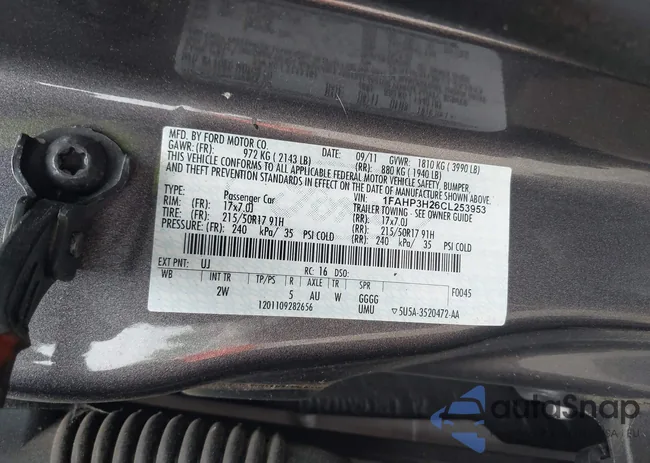 MFD. BY FORD MOTOR CO.
DATE: 09/11 GVWR: 1810 KG ( 3990 LB)
GAWR: (FR): 972 KG ( 2143 LB) (RR): 880 KG ( 1940 LB)
THIS VEHICLE CONFORMS TO ALL APPLICABLE FEDERAL MOTOR VEHICLE SAFETY, BUMPER,
AND THEFT PREVENTION STANDARDS IN EFFECT ON THE DATE OF MANUFACTURE SHOWN ABOVE.
VIN: 1FAHP3H26CL253953
TYPE: Passenger Car TRAILER TOWING - SEE OWNER GUIDE
RIM: (FR): 17x7.0J (RR): 17x7.0J
TIRE: (FR): 215/50R17 91H (RR): 215/50R17 91H
PSI COLD: (FR): 240 kPa/ 35 PSI COLD (RR): 240 kPa/ 35 PSI COLD
EXT PNT: UJ RC: 16 DSO: F0045
WB INT TR TP/PS R AXLE TR SPR
2W 5 AU W GGGG
1201109282656 UMU ▽5U5A-3520472-AA
autoSnap